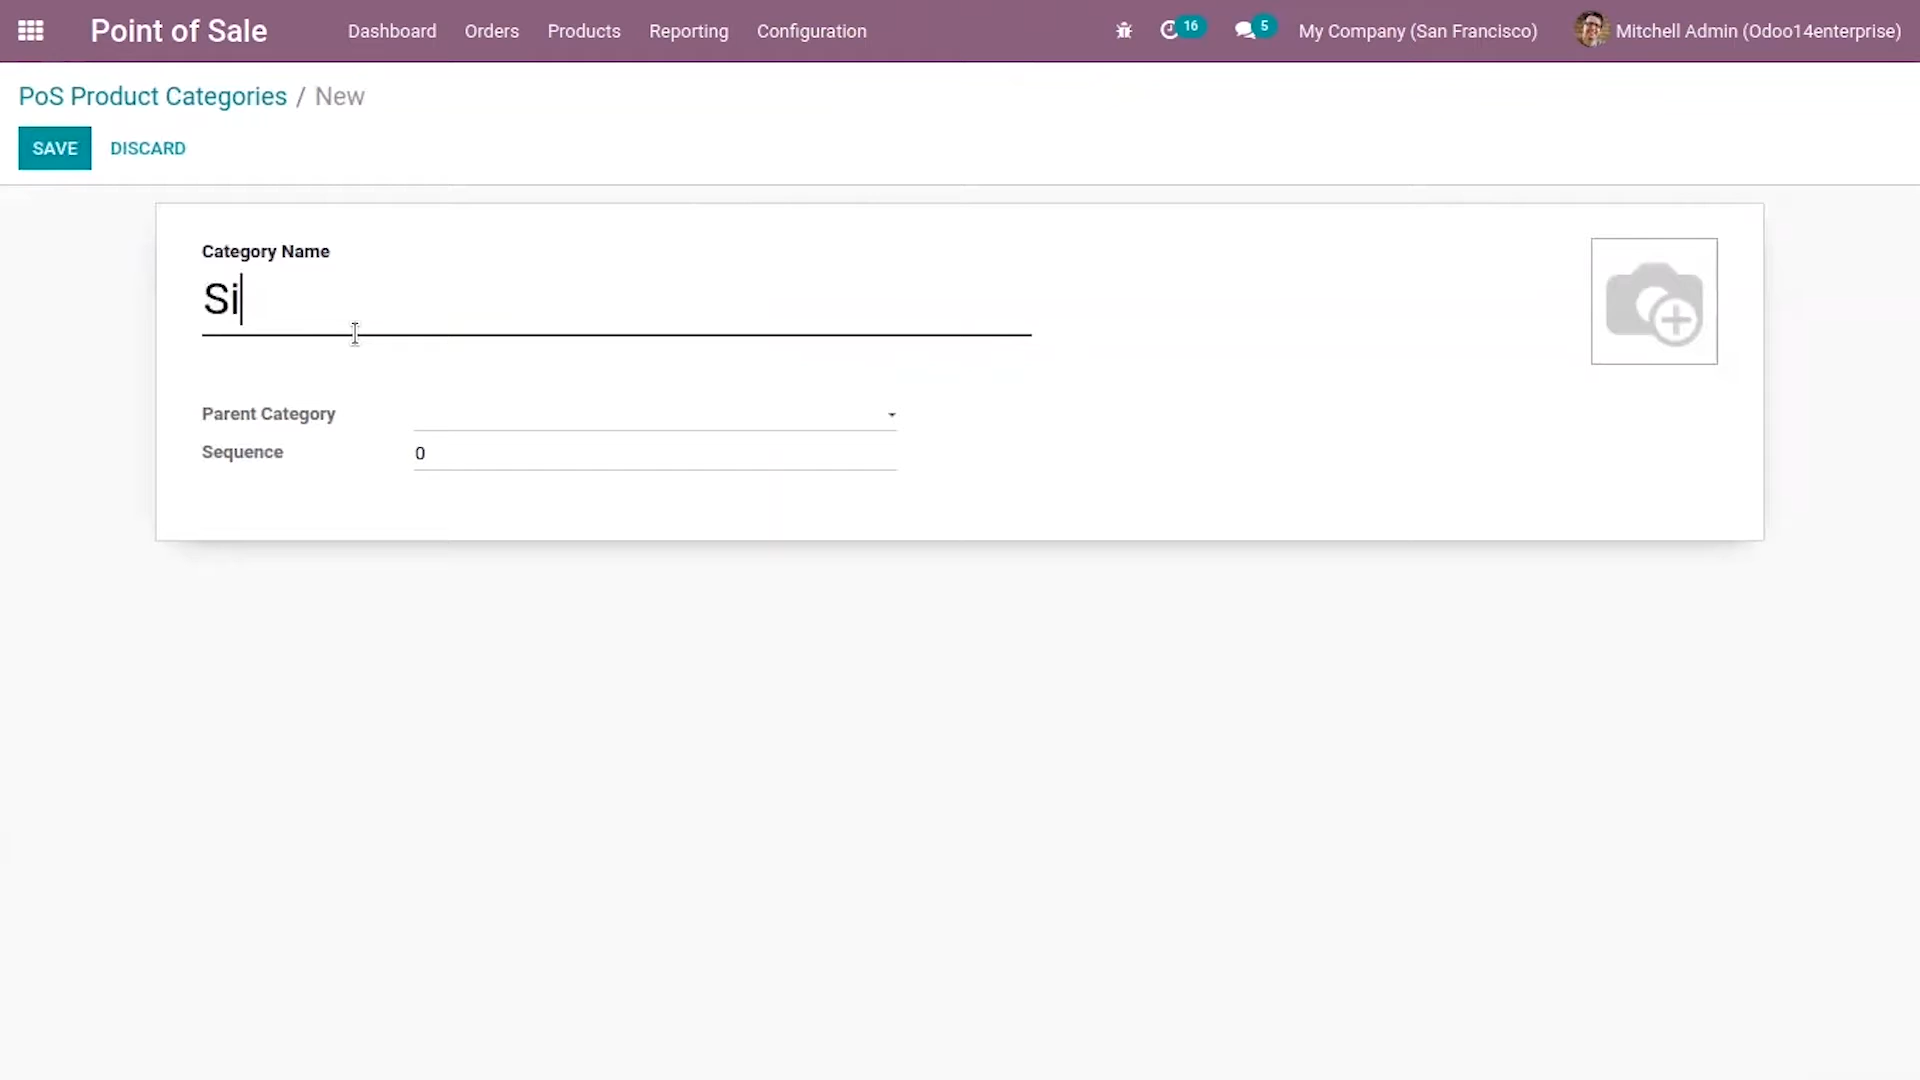 Point of Sale Dashboard Orders Products Reporting Configuration 16 5 My Company (San Francisco) Mitchell Admin (Odoo14enterprise)
PoS Product Categories / New
SAVE DISCARD
Category Name
Si
Parent Category
Sequence 0